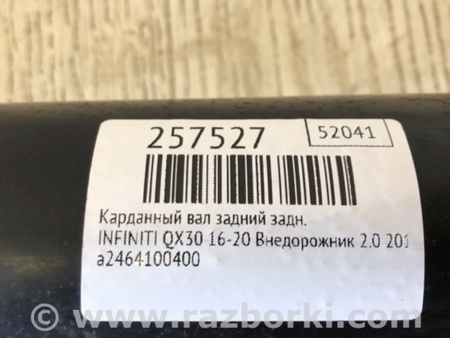 257527
52041
Карданный вал задний задн.
INFINITI QX30 16-20 Внедорожник 2.0 201
a2464100400
© www.razborki.com